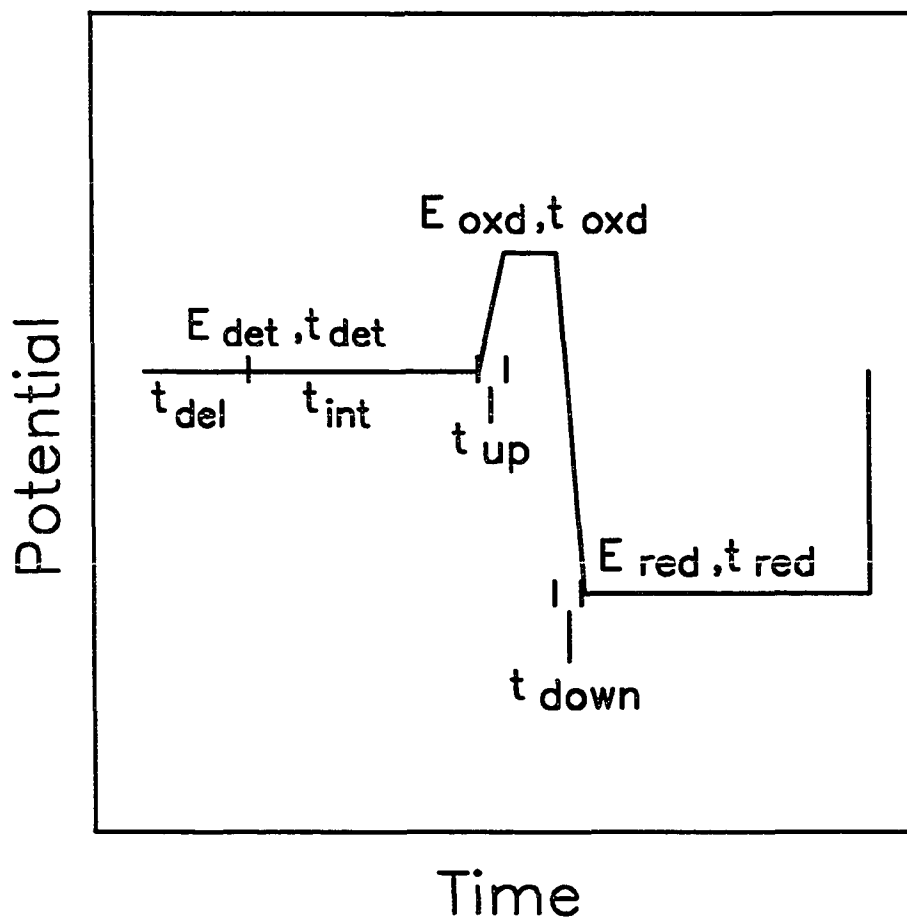 E oxd ,t oxd
E det ,t det
t del
t int
t up
E red ,t red
t down
Potential
Time